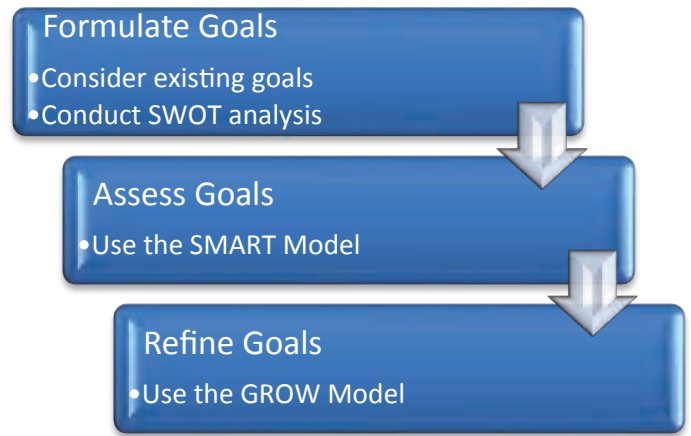 Formulate Goals
•Consider existing goals
•Conduct SWOT analysis
Assess Goals
•Use the SMART Model
Refine Goals
•Use the GROW Model